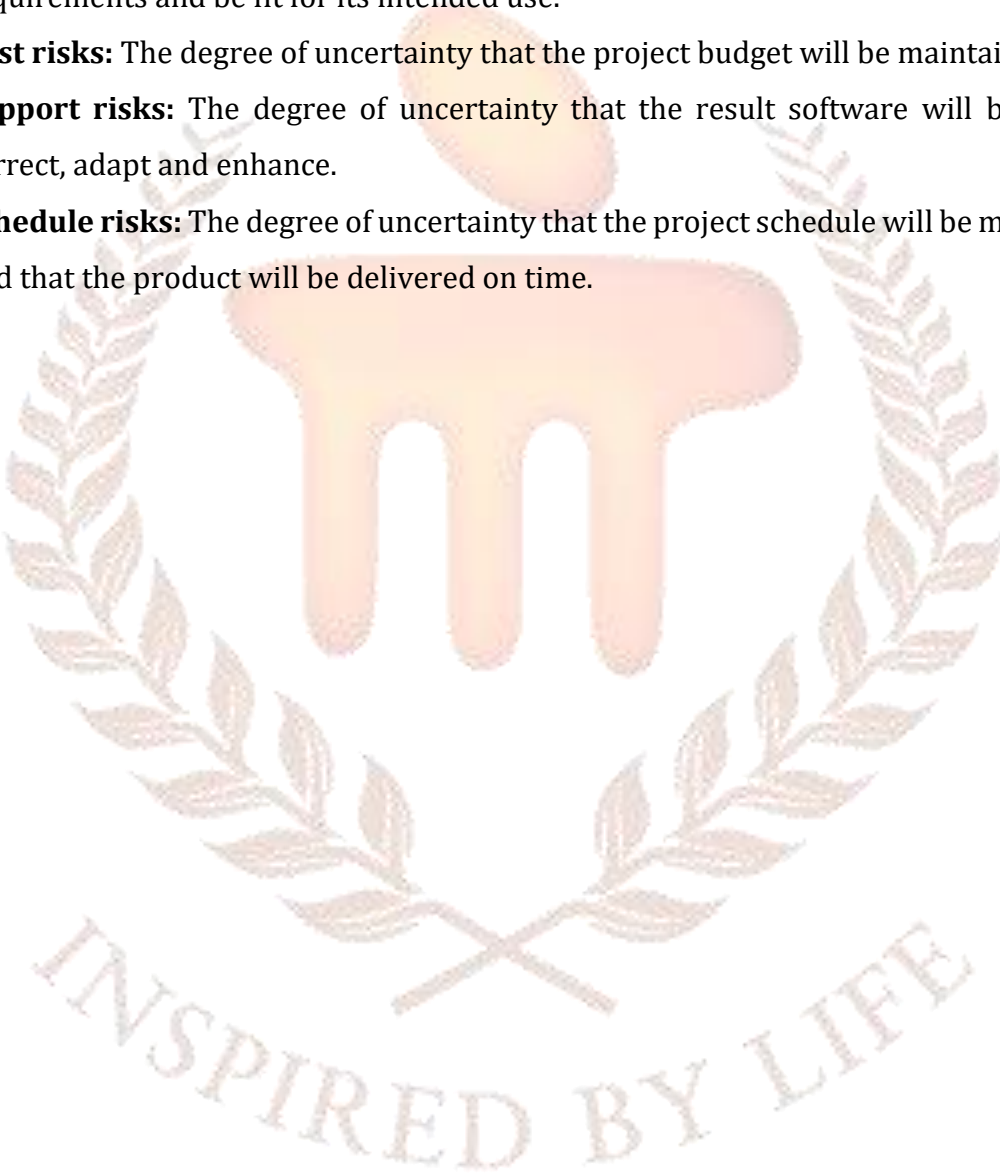 quirements and be fit for its intended use.
st risks: The degree of uncertainty that the project budget will be maintai
pport risks: The degree of uncertainty that the result software will b
rrect, adapt and enhance.
hedule risks: The degree of uncertainty that the project schedule will be m
d that the product will be delivered on time.
INSPIRED BY LIFE